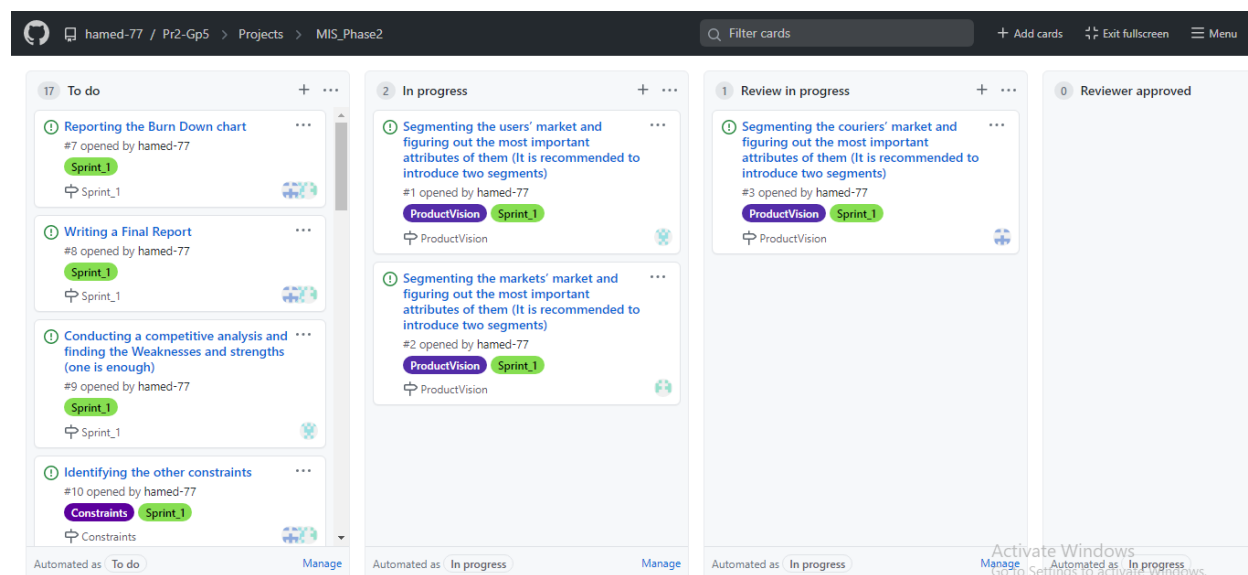 hamed-77 / Pr2-Gp5 > Projects > MIS_Phase2
Filter cards
+ Add cards
Exit fullscreen
Menu
17 To do
Reporting the Burn Down chart
#7 opened by hamed-77
Sprint_1
Sprint_1
Writing a Final Report
#8 opened by hamed-77
Sprint_1
Sprint_1
Conducting a competitive analysis and
finding the Weaknesses and strengths
(one is enough)
#9 opened by hamed-77
Sprint_1
Sprint_1
Identifying the other constraints
#10 opened by hamed-77
Constraints Sprint_1
Constraints
Automated as To do Manage
2 In progress
Segmenting the users' market and
figuring out the most important
attributes of them (It is recommended to
introduce two segments)
#1 opened by hamed-77
ProductVision Sprint_1
ProductVision
Segmenting the markets' market and
figuring out the most important
attributes of them (It is recommended to
introduce two segments)
#2 opened by hamed-77
ProductVision Sprint_1
ProductVision
Automated as In progress Manage
1 Review in progress
Segmenting the couriers' market and
figuring out the most important
attributes of them (It is recommended to
introduce two segments)
#3 opened by hamed-77
ProductVision Sprint_1
ProductVision
Automated as In progress Manage
0 Reviewer approved
Automated as In progress
Activate Windows
Go to Settings to activate Windows.